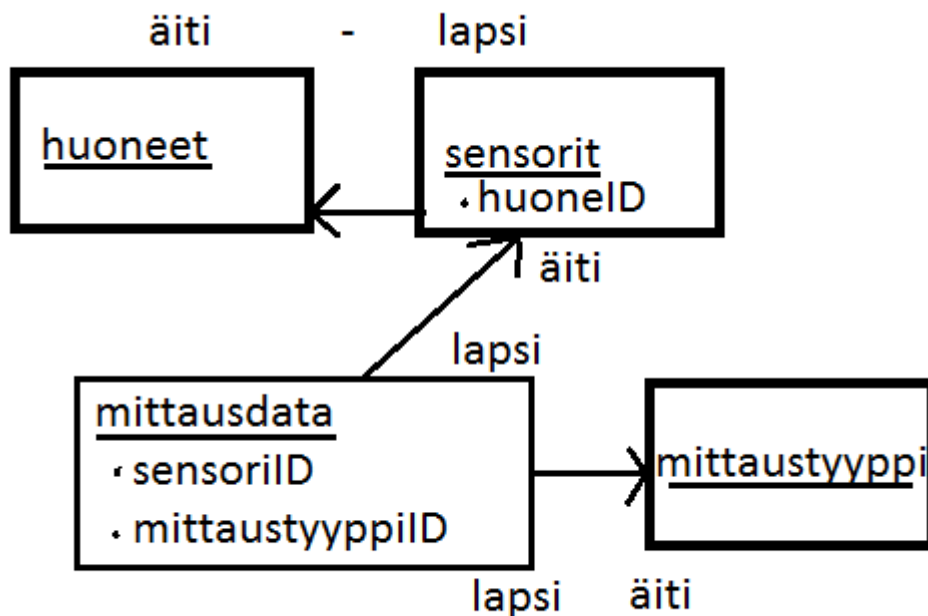 äiti - lapsi
huoneet
sensorit
. huoneID
äiti
lapsi
mittausdata
. sensoriID
. mittaustyyppiID
mittaustyyppi
lapsi äiti